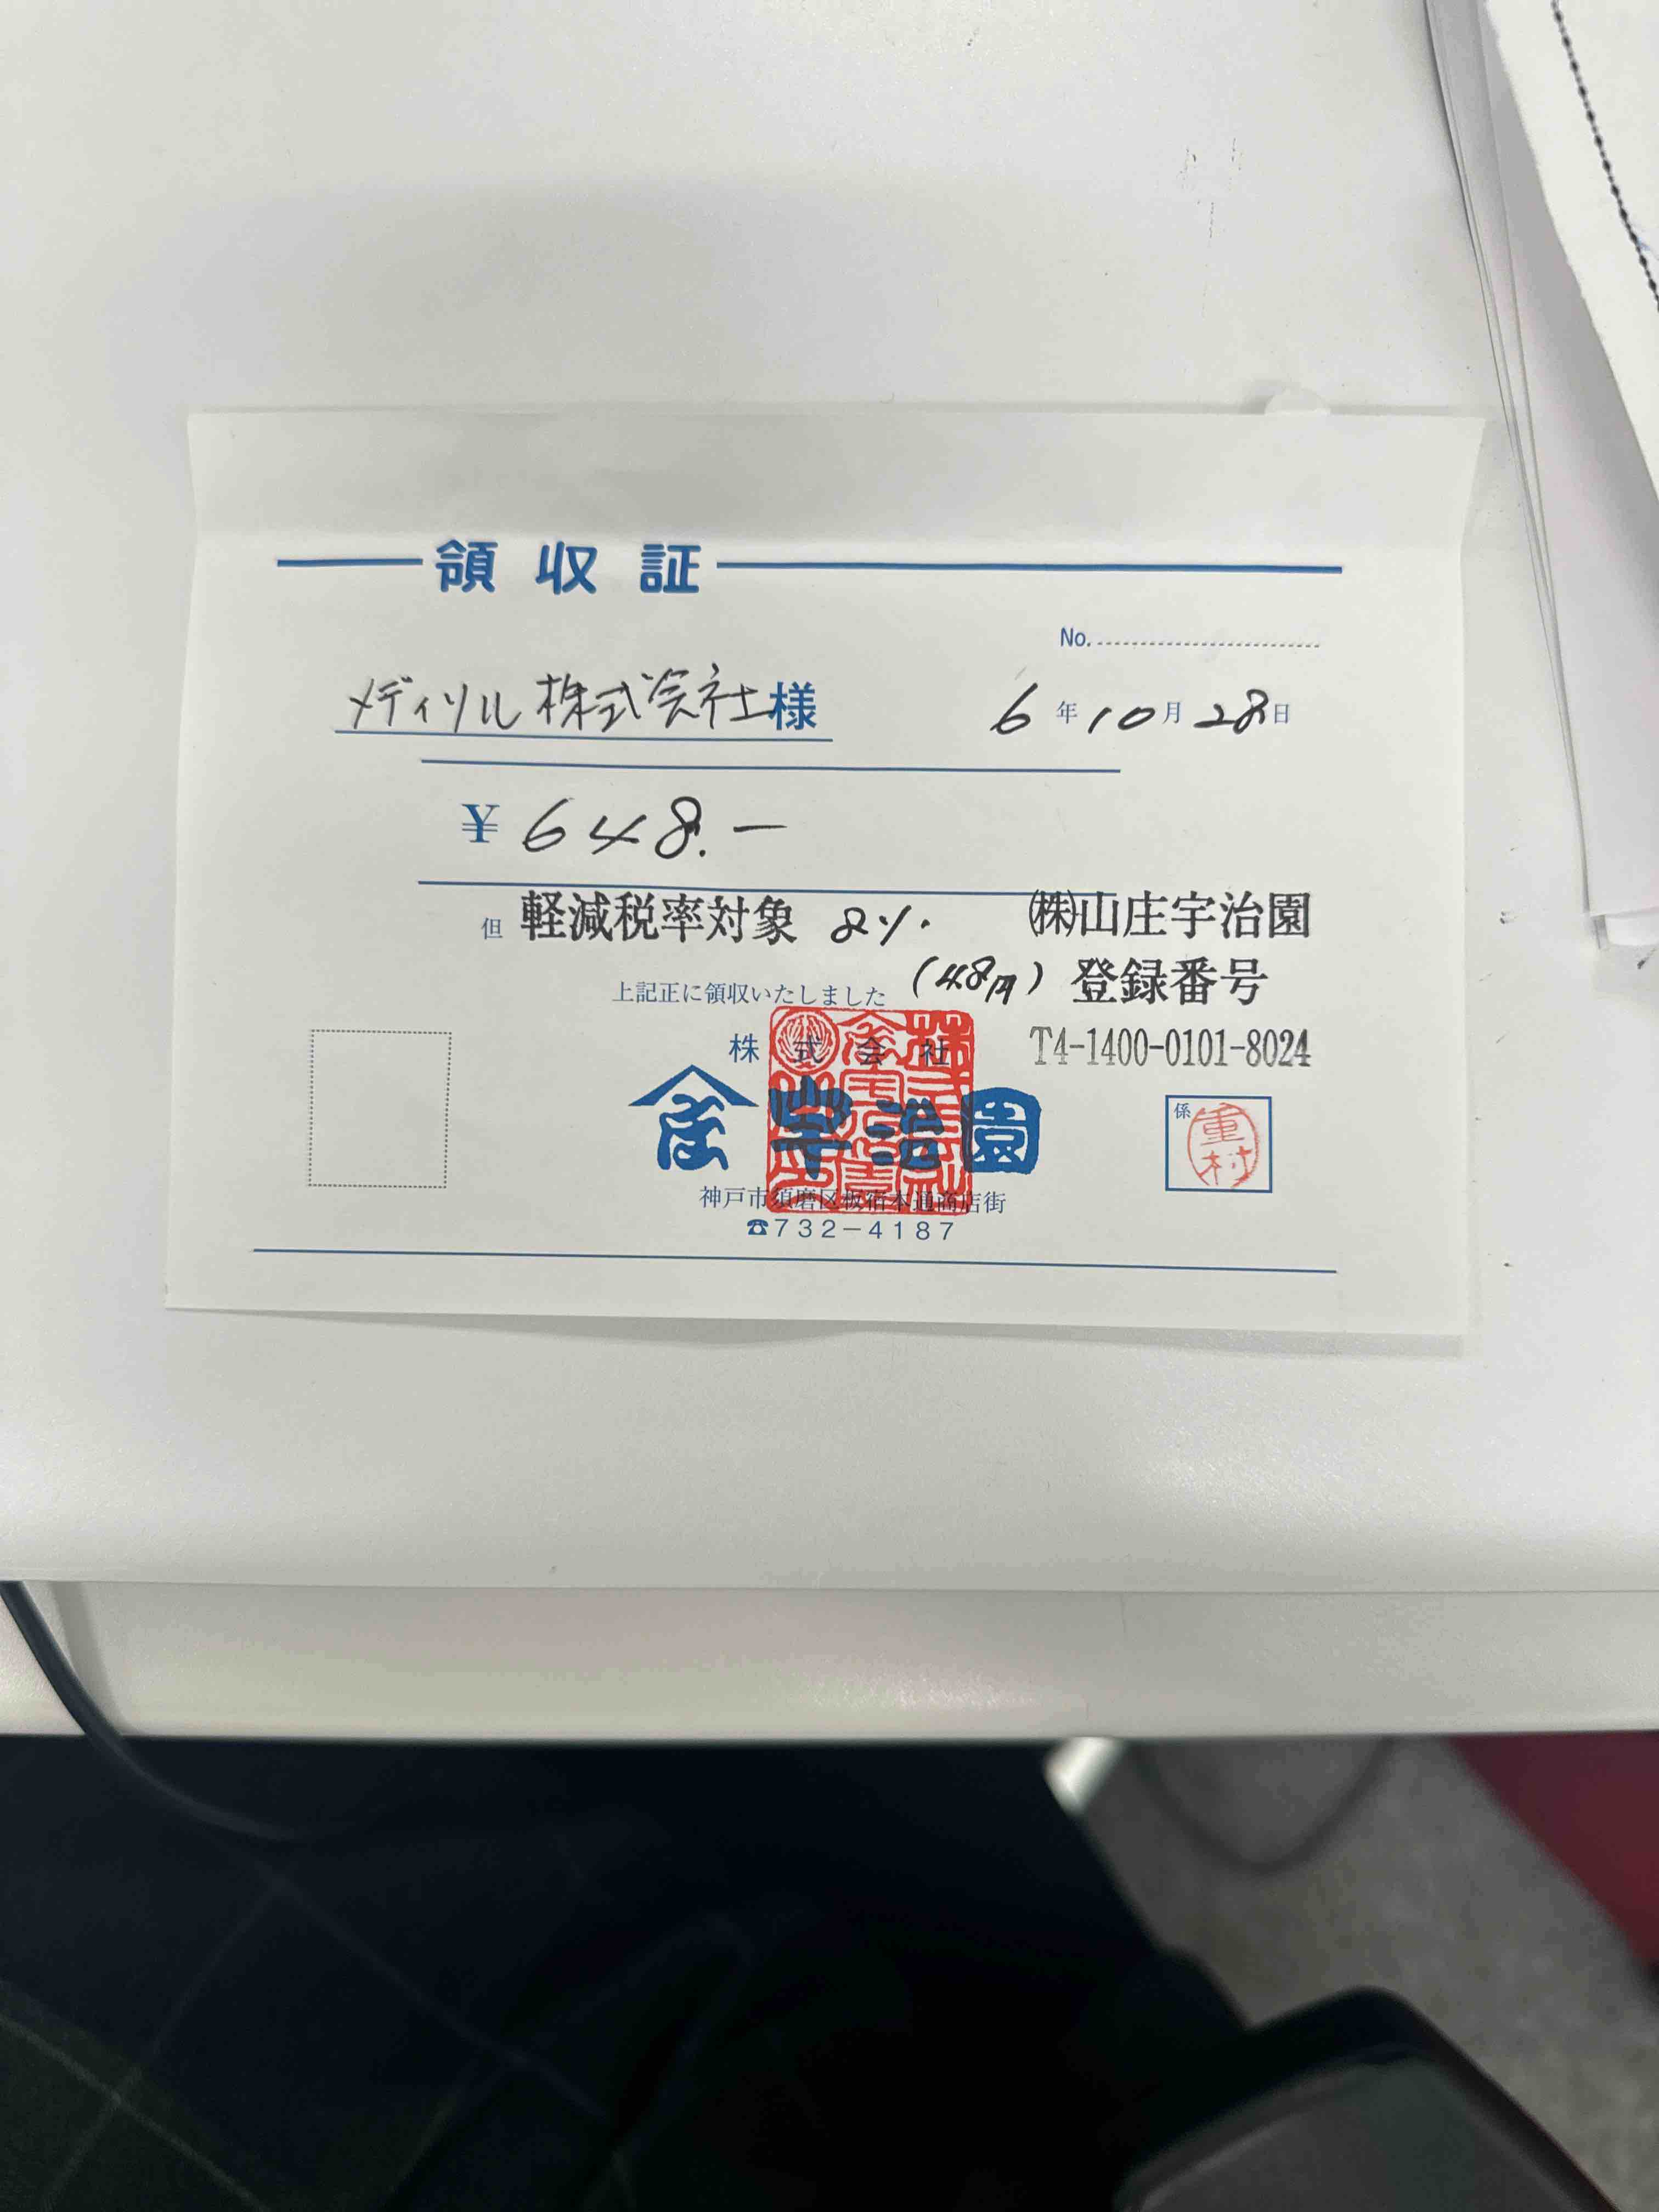 領収証
No.
メディソル株式会社様
6年10月28日
¥648.-
但 軽減税率対象 8%.
(株)山庄宇治園
(48円) 登録番号
上記正に領収いたしました
T4-1400-0101-8024
株式会社
宇治園
係 重村
神戸市須磨区板宿本通商店街
☎732-4187